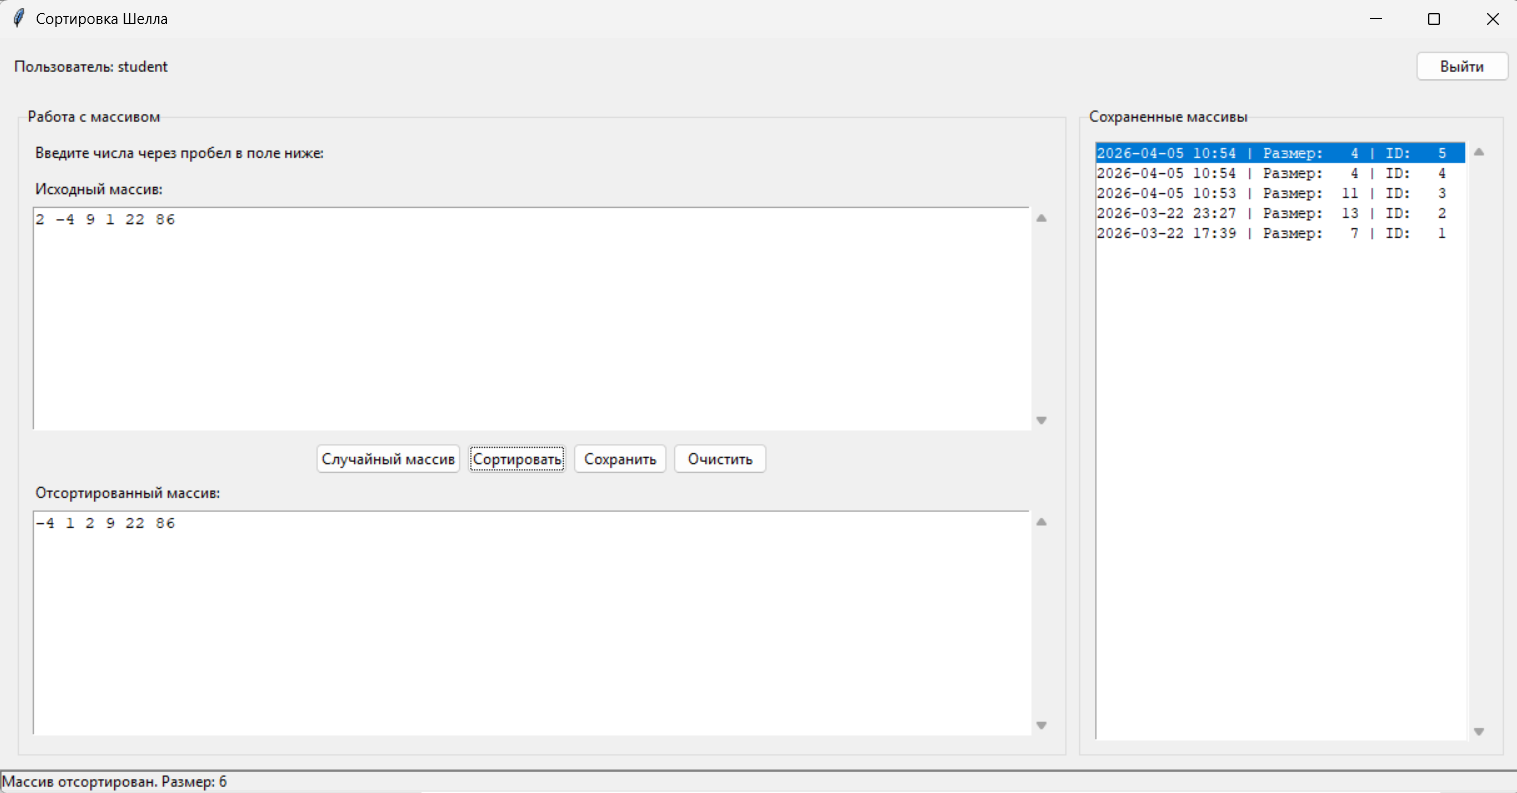 Сортировка Шелла
Пользователь: student
Выйти
Работа с массивом
Введите числа через пробел в поле ниже:
Исходный массив:
2 -4 9 1 22 86
Случайный массив
Сортировать
Сохранить
Очистить
Отсортированный массив:
-4 1 2 9 22 86
Сохраненные массивы
2026-04-05 10:54 | Размер: 4 | ID: 5
2026-04-05 10:54 | Размер: 4 | ID: 4
2026-04-05 10:53 | Размер: 11 | ID: 3
2026-03-22 23:27 | Размер: 13 | ID: 2
2026-03-22 17:39 | Размер: 7 | ID: 1
Массив отсортирован. Размер: 6